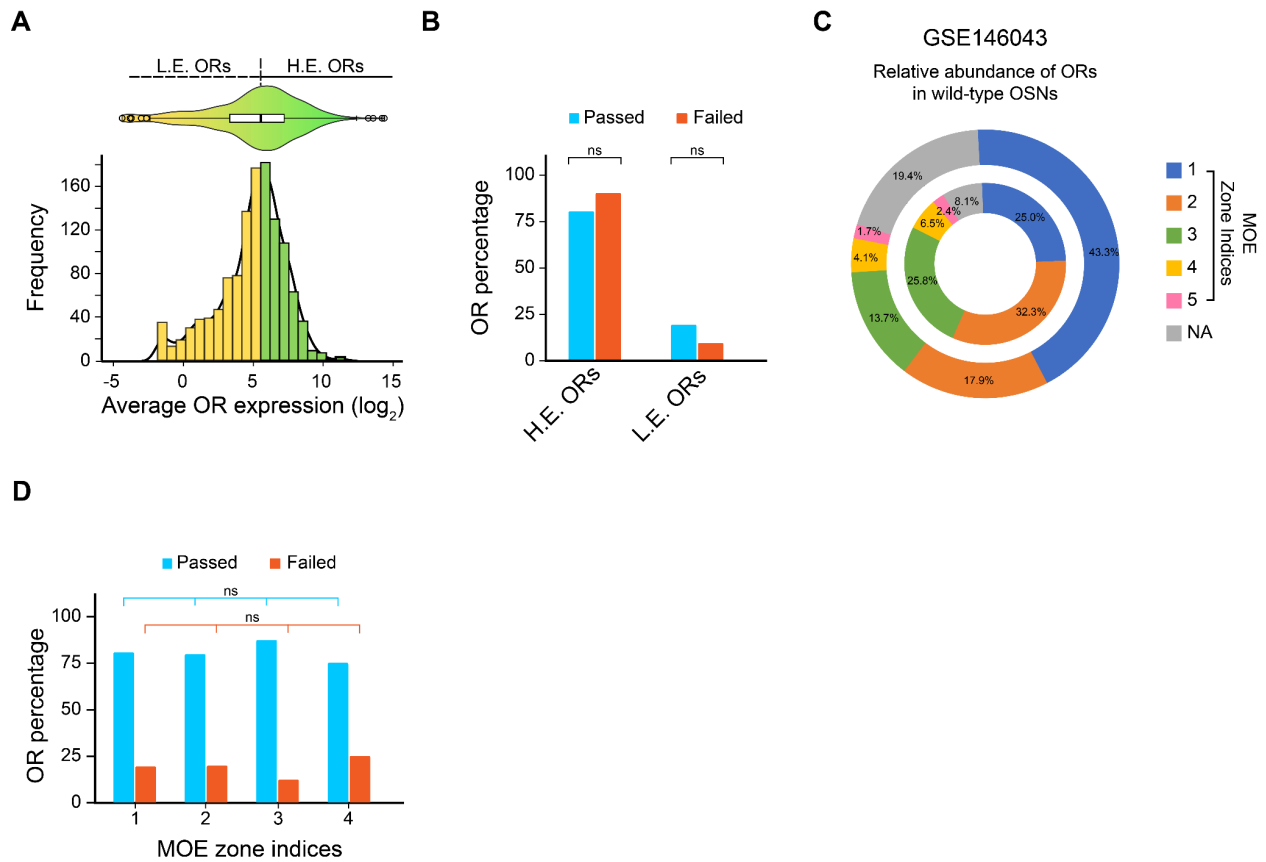 A
L.E. ORs
H.E. ORs
Frequency
160
120
80
40
0
-5
0
5
10
15
Average OR expression (log2)
B
Passed
Failed
ns
ns
OR percentage
100
75
50
25
0
H.E. ORs
L.E. ORs
C
GSE146043
Relative abundance of ORs
in wild-type OSNs
19.4%
1.7%
4.1%
13.7%
17.9%
43.3%
8.1%
2.4%
6.5%
25.8%
32.3%
25.0%
1
2
3
4
5
NA
MOE
Zone Indices
D
Passed
Failed
ns
ns
OR percentage
100
75
50
25
0
1
2
3
4
MOE zone indices